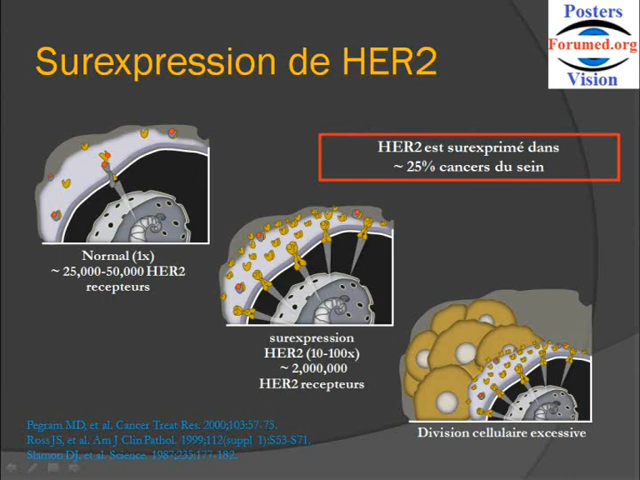 Posters
Forumed.org
Vision
Surexpression de HER2
HER2 est surexprimé dans
~ 25% cancers du sein
Normal (1x)
~ 25,000-50,000 HER2
recepteurs
surexpression
HER2 (10-100x)
~ 2,000,000
HER2 recepteurs
Division cellulaire excessive
Pegram MD, et al. Cancer Treat Res. 2000;103:57-75.
Ross JS, et al. Am J Clin Pathol. 1999;112(suppl 1):S53-S71.
Slamon DJ, et al. Science. 1987;235:177-182.